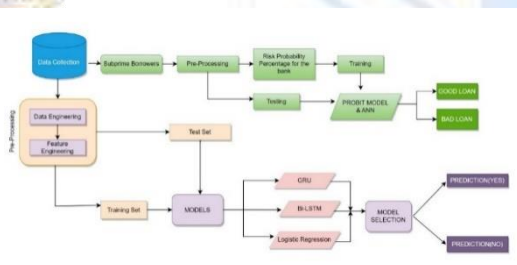 Data Collection
Subprime Borrowers
Pre-Processing
Risk Probability
Percentage for the
bank
Training
Testing
PROBIT MODEL
& ANN
GOOD LOAN
BAD LOAN
Pre-Processing
Data Engineering
Feature
Engineering
Test Set
Training Set
MODELS
GRU
Bi-LSTM
Logistic Regression
MODEL
SELECTION
PREDICTION(YES)
PREDICTION(NO)